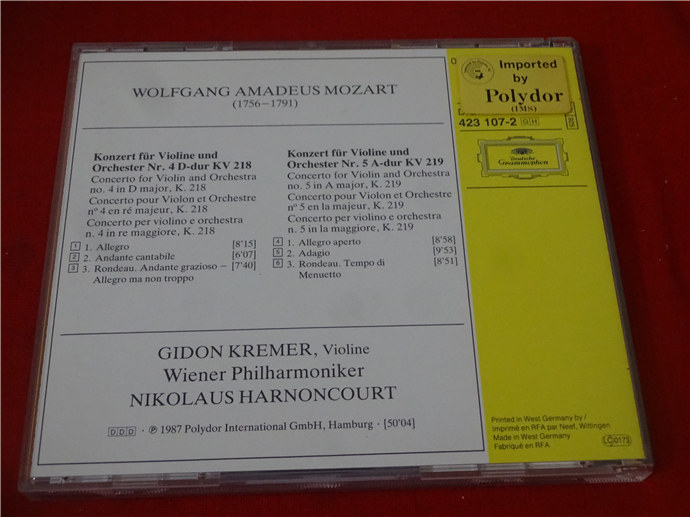 WOLFGANG AMADEUS MOZART
(1756–1791)
Konzert für Violine und
Orchester Nr. 4 D-dur KV 218
Concerto for Violin and Orchestra
no. 4 in D major, K. 218
Concerto pour Violon et Orchestre
nº 4 en ré majeur, K. 218
Concerto per violino e orchestra
n. 4 in re maggiore, K. 218
1 1. Allegro [8'15]
2 2. Andante cantabile [6'07]
3 3. Rondeau. Andante grazioso – [7'40]
Allegro ma non troppo
Konzert für Violine und
Orchester Nr. 5 A-dur KV 219
Concerto for Violin and Orchestra
no. 5 in A major, K. 219
Concerto pour Violon et Orchestre
nº 5 en la majeur, K. 219
Concerto per violino e orchestra
n. 5 in la maggiore, K. 219
4 1. Allegro aperto [8'58]
5 2. Adagio [9'53]
6 3. Rondeau. Tempo di [8'51]
Menuetto
GIDON KREMER, Violine
Wiener Philharmoniker
NIKOLAUS HARNONCOURT
DDD · ℗ 1987 Polydor International GmbH, Hamburg · [50'04]
Imported
by
Polydor
(IMS)
423 107-2 GH
Deutsche
Grammophon
Printed in West Germany by/
Imprimé en RFA par Neef, Wittingen
Made in West Germany
Fabriqué en RFA